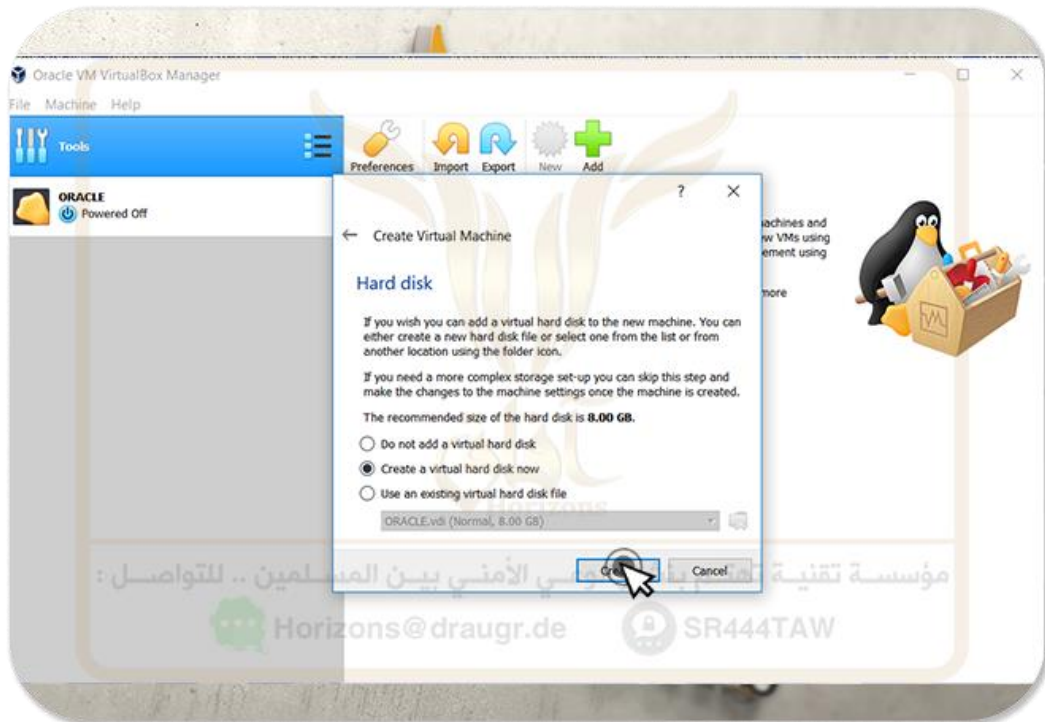 Oracle VM VirtualBox Manager
File Machine Help
Tools
Preferences Import Export New Add
ORACLE
Powered Off
? 
Create Virtual Machine
achines and
ew VMs using
ement using
more
Hard disk
If you wish you can add a virtual hard disk to the new machine. You can
either create a new hard disk file or select one from the list or from
another location using the folder icon.
If you need a more complex storage set-up you can skip this step and
make the changes to the machine settings once the machine is created.
The recommended size of the hard disk is 8.00 GB.
Do not add a virtual hard disk
Create a virtual hard disk now
Use an existing virtual hard disk file
Horizons
ORACLE.vdi (Normal, 8.00 GB)
Cancel
مؤسسة تقنية تهتم الأمني بين المسلمين .. للتواصل :
Horizons@draugr.de SR444TAW